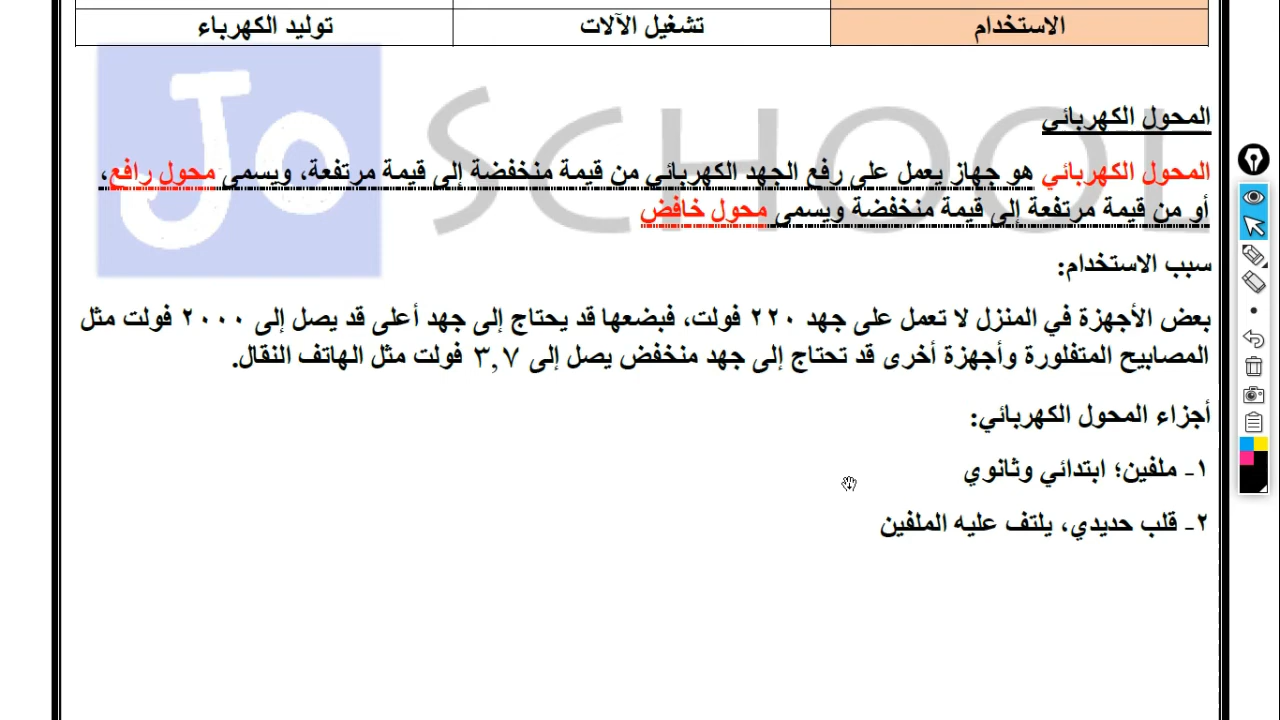 الاستخدام تشغيل الآلات توليد الكهرباء
Jo SCHOOL
المحول الكهربائي
المحول الكهربائي هو جهاز يعمل على رفع الجهد الكهربائي من قيمة منخفضة إلى قيمة مرتفعة، ويسمى محول رافع،
أو من قيمة مرتفعة إلى قيمة منخفضة ويسمى محول خافض
سبب الاستخدام:
بعض الأجهزة في المنزل لا تعمل على جهد ٢٢٠ فولت، فبضعها قد يحتاج إلى جهد أعلى قد يصل إلى ٢٠٠٠ فولت مثل
المصابيح المتفلورة وأجهزة أخرى قد تحتاج إلى جهد منخفض يصل إلى ٣,٧ فولت مثل الهاتف النقال.
أجزاء المحول الكهربائي:
١- ملفين؛ ابتدائي وثانوي
٢- قلب حديدي، يلتف عليه الملفين